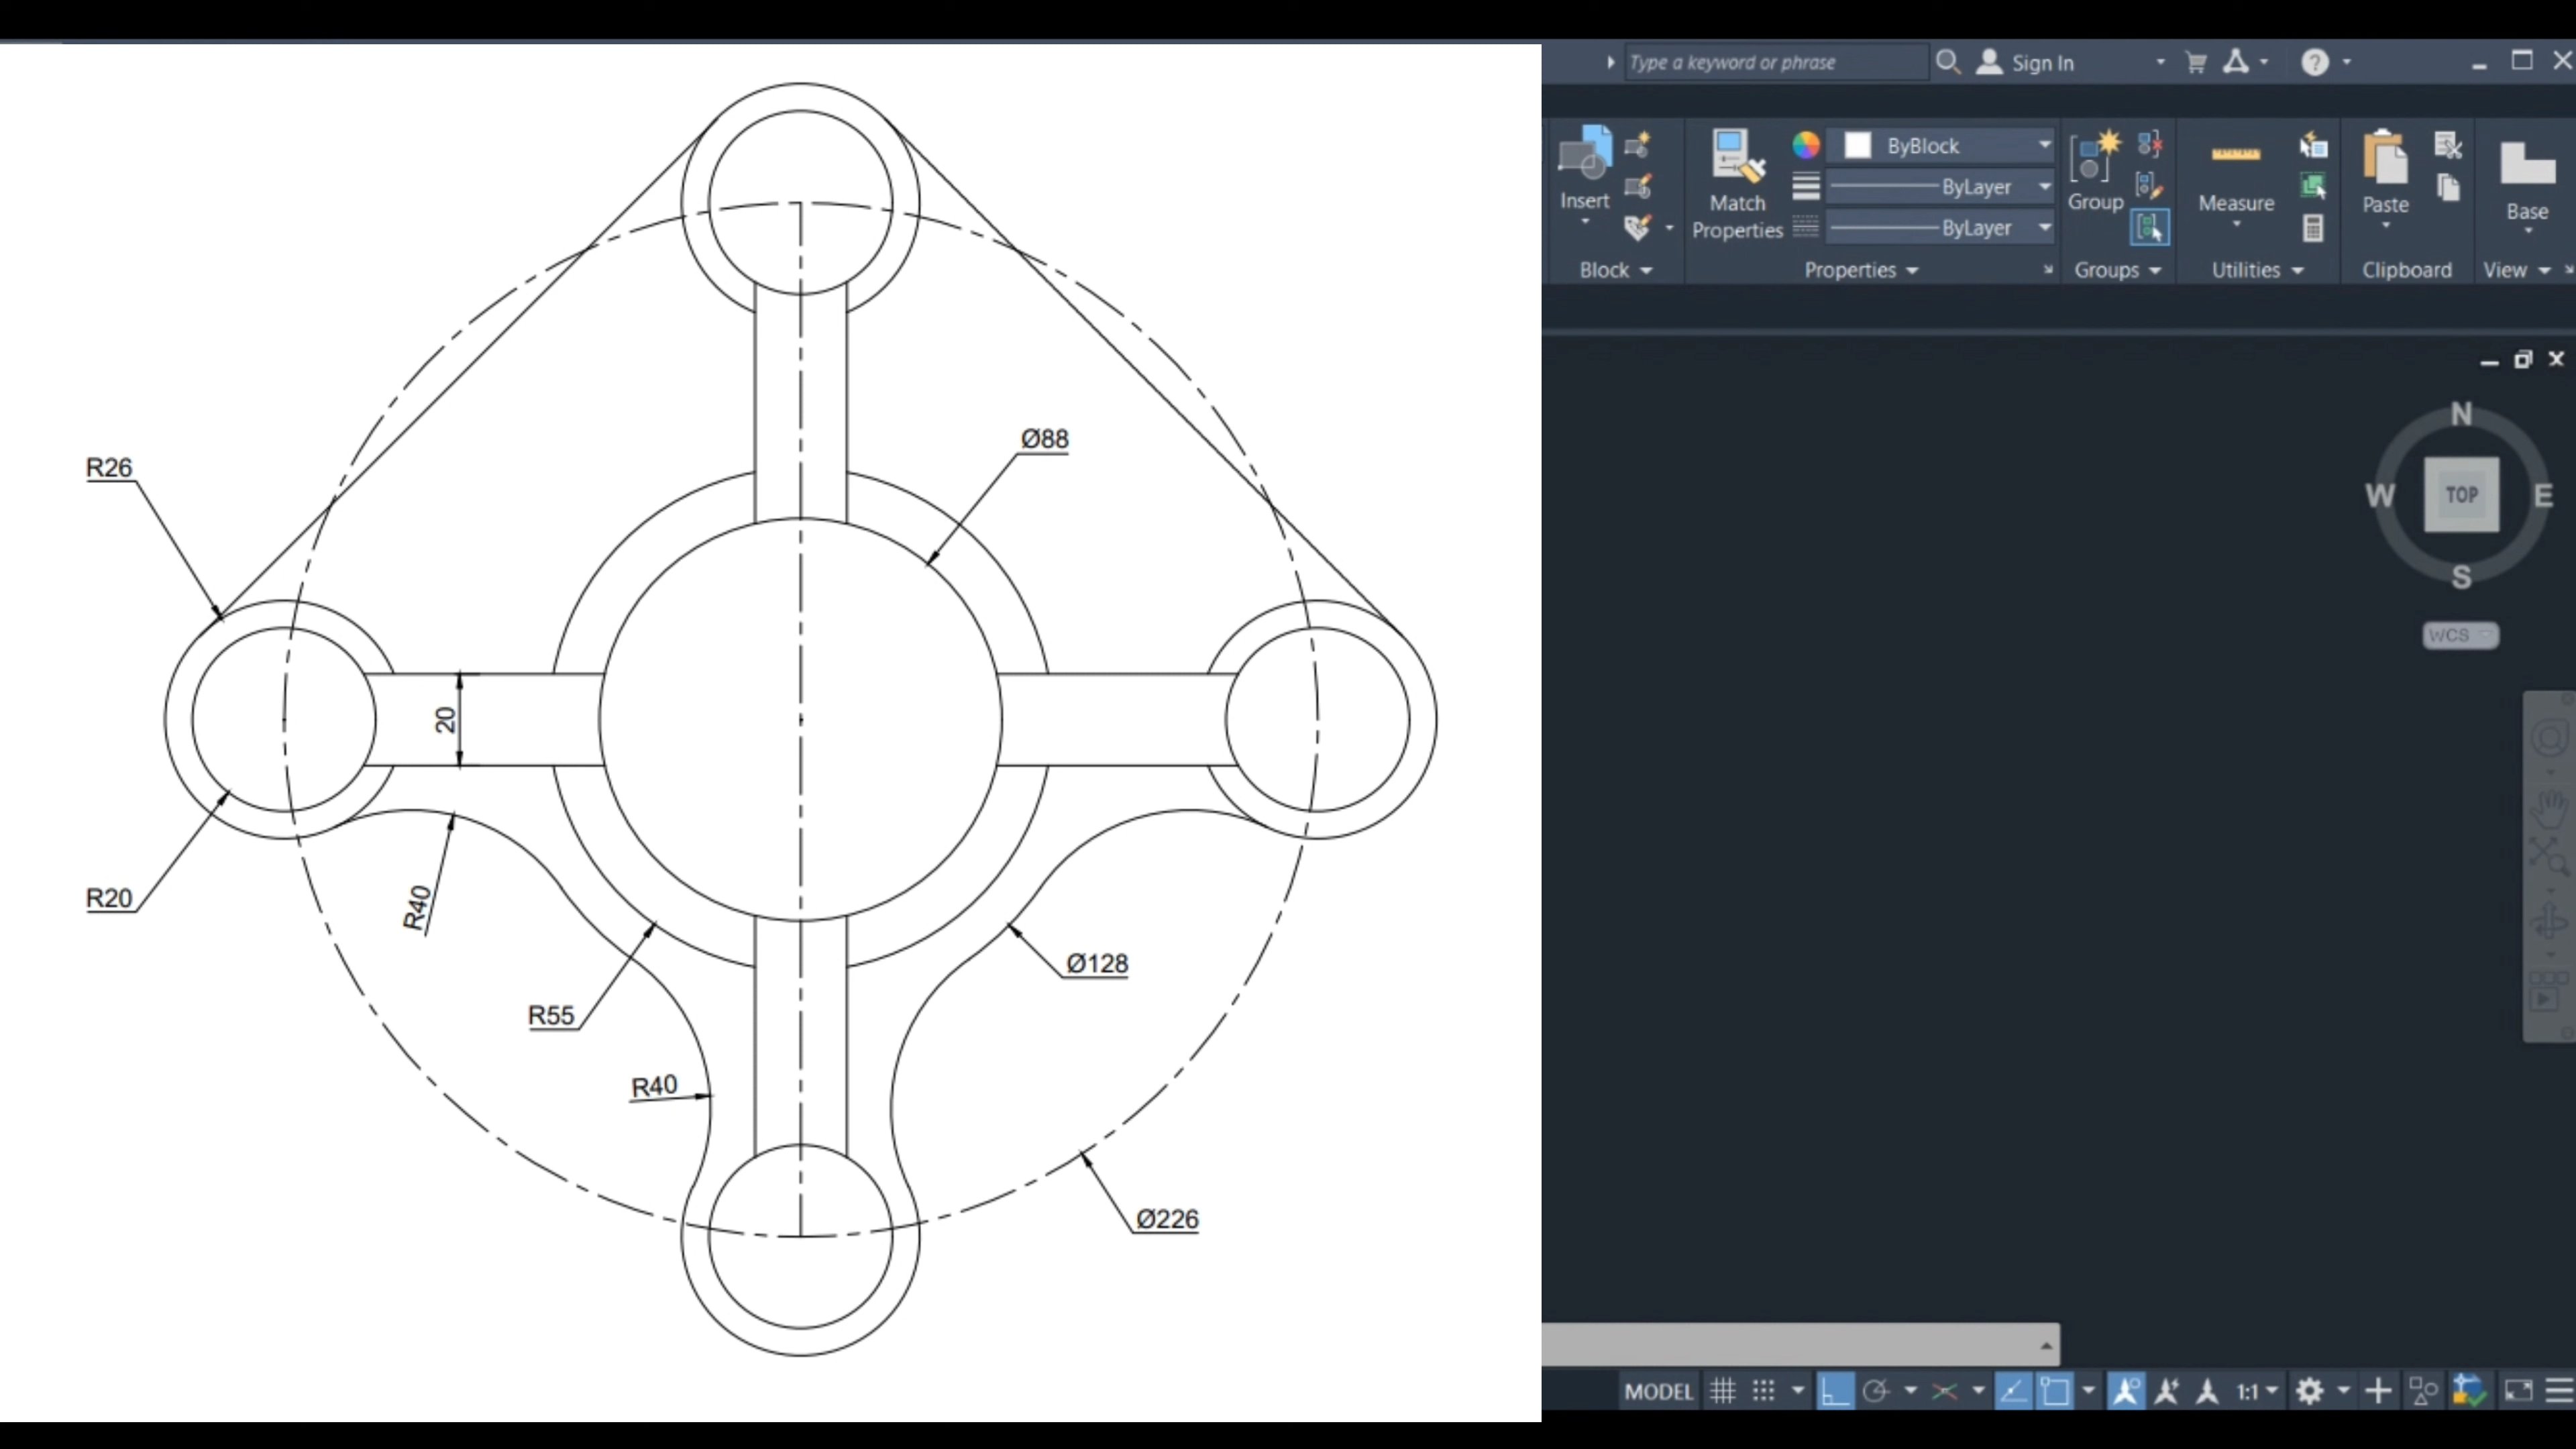 Type a keyword or phrase
Sign In
ByBlock
Insert
Match
Properties
ByLayer
ByLayer
Group
Measure
Paste
Base
Block
Properties
Groups
Utilities
Clipboard
View
N
W
TOP
E
S
WCS
Ø88
R26
20
R20
R40
Ø128
R55
R40
Ø226
MODEL
1:1